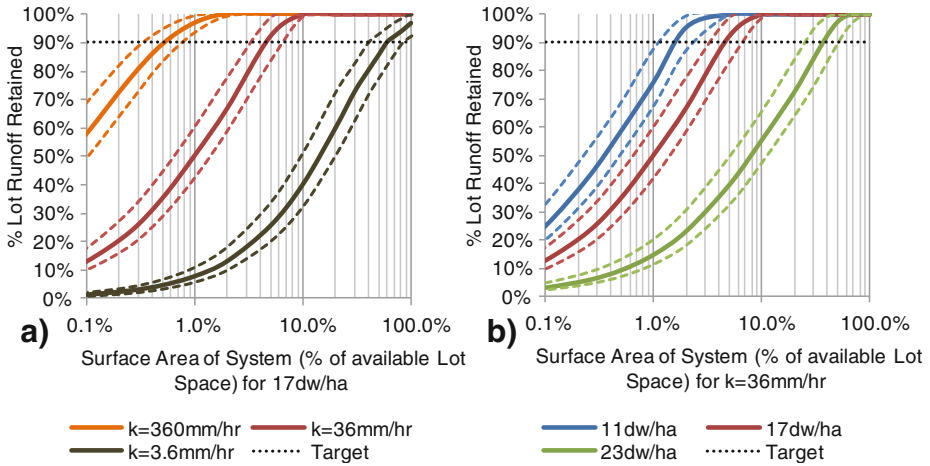 % Lot Runoff Retained
100%
90%
80%
70%
60%
50%
40%
30%
20%
10%
0%
0.1% 1.0% 10.0% 100.0%
a)
Surface Area of System (% of available Lot
Space) for 17dw/ha
k=360mm/hr k=36mm/hr
k=3.6mm/hr Target
% Lot Runoff Retained
100%
90%
80%
70%
60%
50%
40%
30%
20%
10%
0%
0.1% 1.0% 10.0% 100.0%
b)
Surface Area of System (% of available Lot
Space) for k=36mm/hr
11dw/ha 17dw/ha
23dw/ha Target